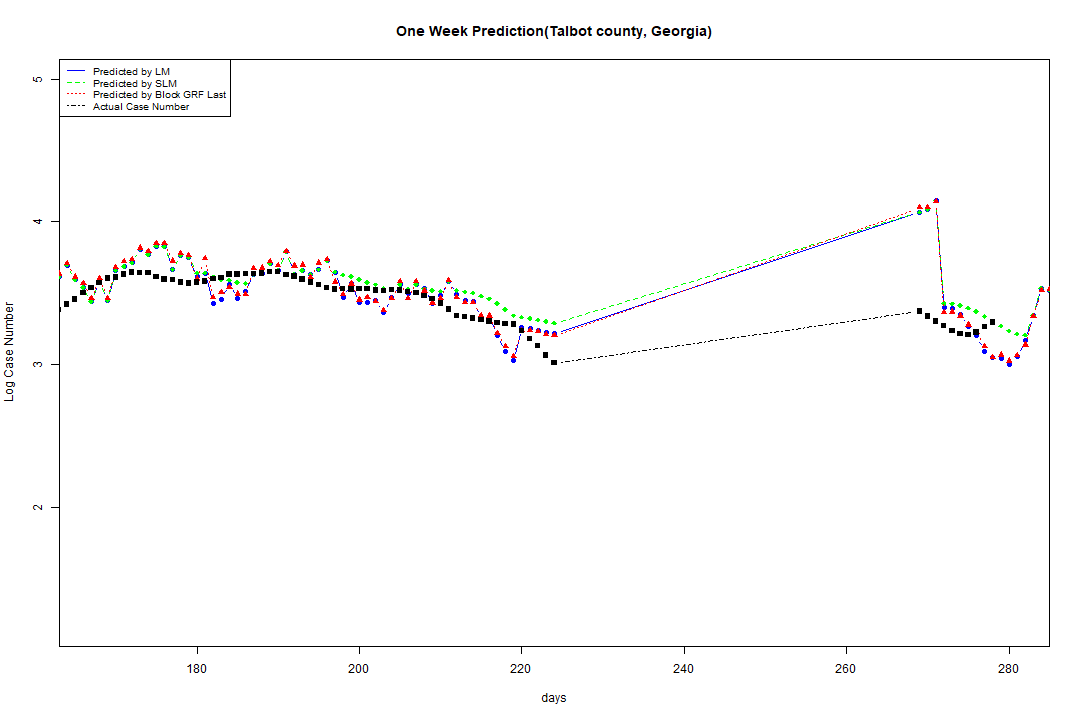 One Week Prediction(Talbot county, Georgia)
Predicted by LM
Predicted by SLM
Predicted by Block GRF Last
Actual Case Number
5
4
3
2
Log Case Number
180
200
220
240
260
280
days